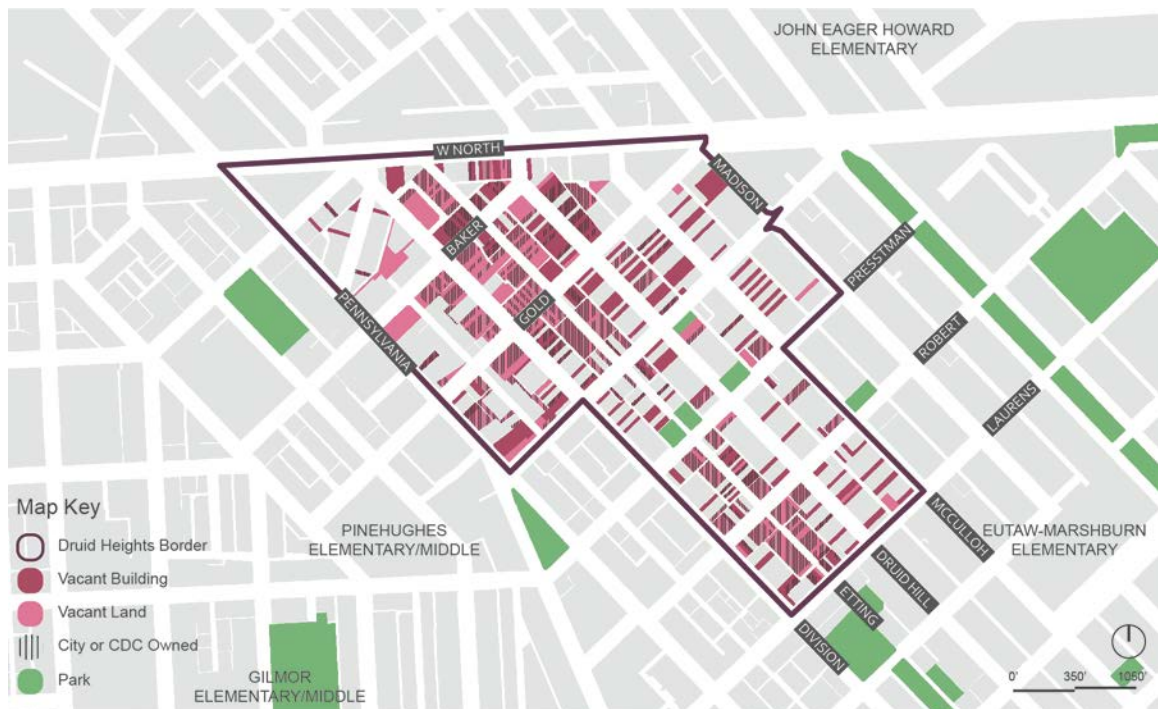 JOHN EAGER HOWARD
ELEMENTARY
W NORTH
MADISON
BAKER
PRESSTMAN
GOLD
PENNSYLVANIA
ROBERT
LAURENS
Map Key
Druid Heights Border
Vacant Building
Vacant Land
City or CDC Owned
Park
PINEHUGHES
ELEMENTARY/MIDDLE
MCCULLOH
EUTAW-MARSHBURN
ELEMENTARY
DRUID HILL
ETTING
DIVISION
GILMOR
ELEMENTARY/MIDDLE
0' 350' 1050'